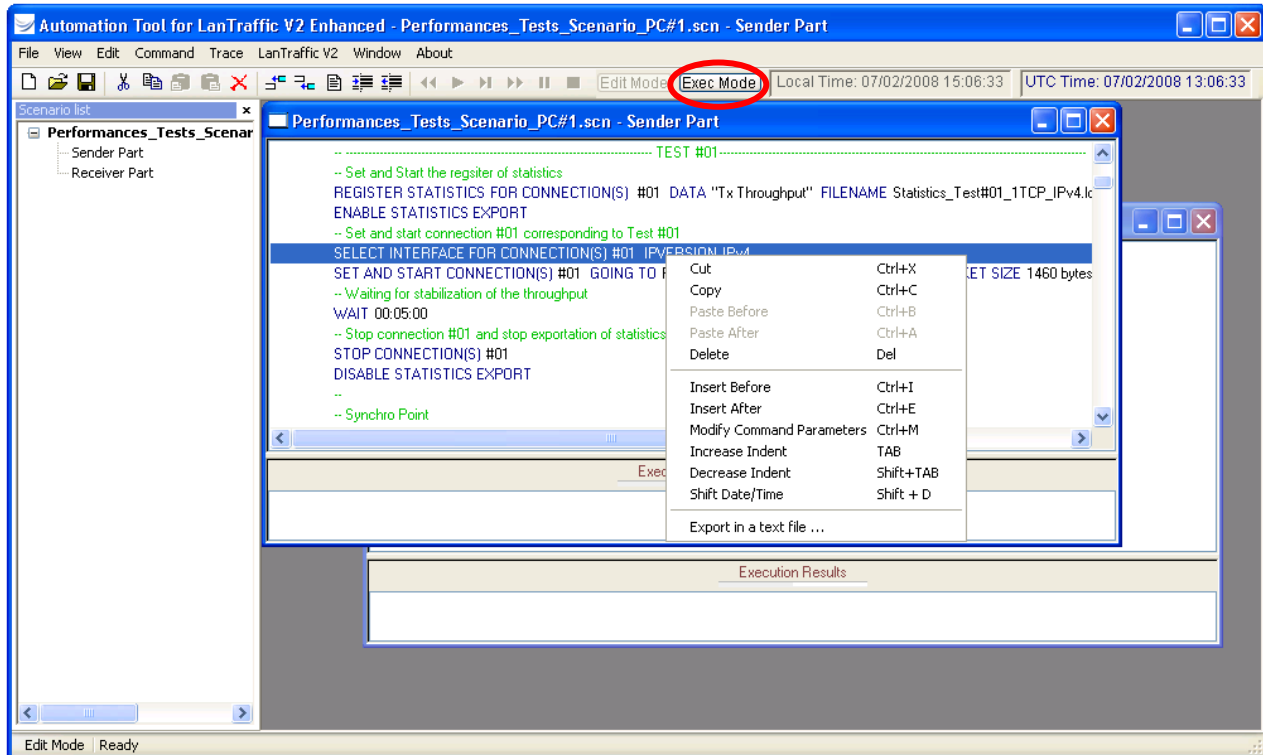 Automation Tool for LanTraffic V2 Enhanced - Performances_Tests_Scenario_PC#1.scn - Sender Part
File View Edit Command Trace LanTraffic V2 Window About
Edit Mode Exec Mode Local Time: 07/02/2008 15:06:33 UTC Time: 07/02/2008 13:06:33
Scenario list
Performances_Tests_Scenar
Sender Part
Receiver Part
Performances_Tests_Scenario_PC#1.scn - Sender Part
-- ---------- TEST #01 ----------
-- Set and Start the regsiter of statistics
REGISTER STATISTICS FOR CONNECTION(S) #01 DATA "Tx Throughput" FILENAME Statistics_Test#01_1TCP_IPv4.lc
ENABLE STATISTICS EXPORT
-- Set and start connection #01 corresponding to Test #01
SELECT INTERFACE FOR CONNECTION(S) #01 IPVERSION IPv4
SET AND START CONNECTION(S) #01 GOING TO KET SIZE 1460 bytes
-- Waiting for stabilization of the throughput
WAIT 00:05:00
-- Stop connection #01 and stop exportation of statistics
STOP CONNECTION(S) #01
DISABLE STATISTICS EXPORT
--
-- Synchro Point
Exec
Cut Ctrl+X
Copy Ctrl+C
Paste Before Ctrl+B
Paste After Ctrl+A
Delete Del
Insert Before Ctrl+I
Insert After Ctrl+E
Modify Command Parameters Ctrl+M
Increase Indent TAB
Decrease Indent Shift+TAB
Shift Date/Time Shift + D
Export in a text file ...
Execution Results
Edit Mode Ready